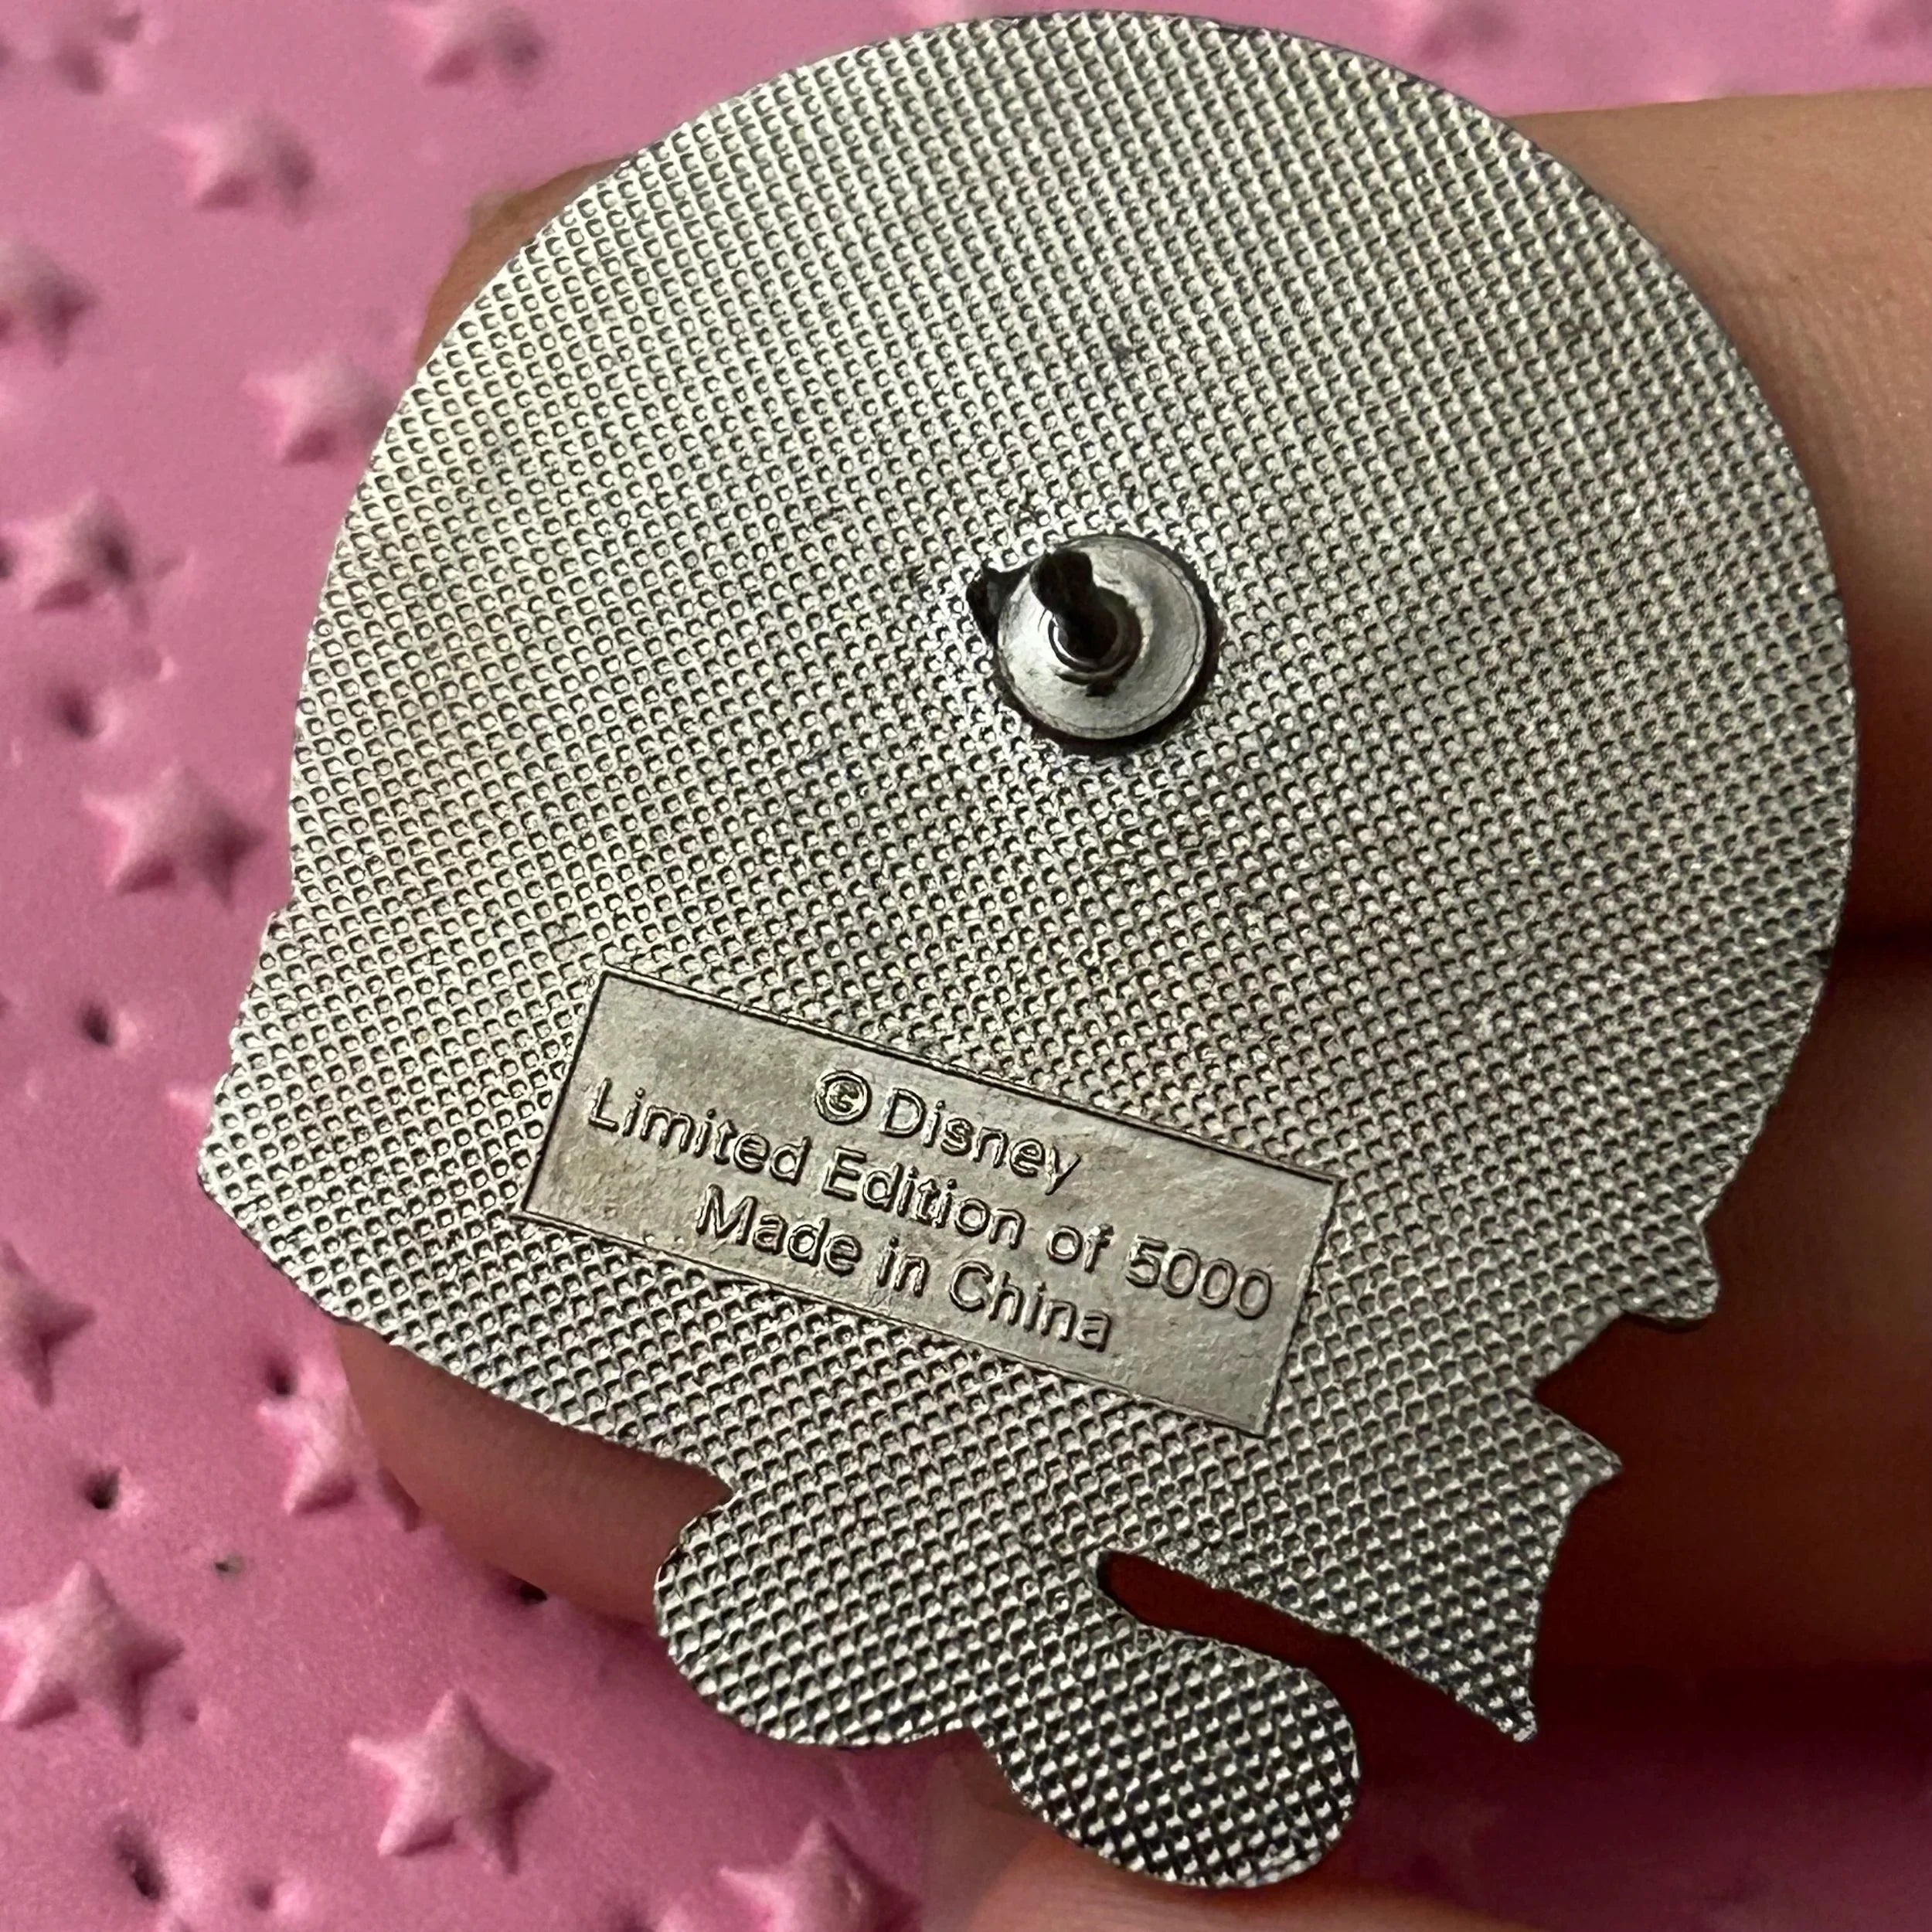 © Disney
Limited Edition of 5000
Made in China